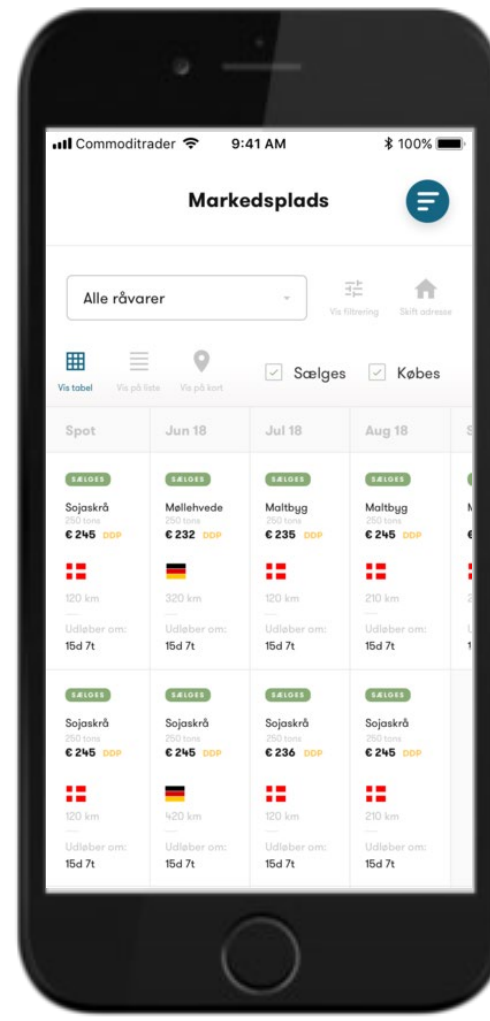 Commoditrader 9:41 AM 100%
Markedsplads
Alle råvarer Vis filtrering Skift adresse
Vis tabel Vis på liste Vis på kort Sælges Købes
Spot Jun 18 Jul 18 Aug 18 S
SÆLGES SÆLGES SÆLGES SÆLGES
Sojaskrå Møllehvede Maltbyg Maltbyg
250 tons 250 tons 250 tons 250 tons
€ 245 DDP € 232 DDP € 235 DDP € 245 DDP €
120 km 320 km 120 km 210 km 2
Udløber om: Udløber om: Udløber om: Udløber om:
15d 7t 15d 7t 15d 7t 15d 7t 1
SÆLGES SÆLGES SÆLGES SÆLGES
Sojaskrå Sojaskrå Sojaskrå Sojaskrå
250 tons 250 tons 250 tons 250 tons
€ 245 DDP € 245 DDP € 236 DDP € 245 DDP
120 km 420 km 120 km 210 km
Udløber om: Udløber om: Udløber om: Udløber om:
15d 7t 15d 7t 15d 7t 15d 7t